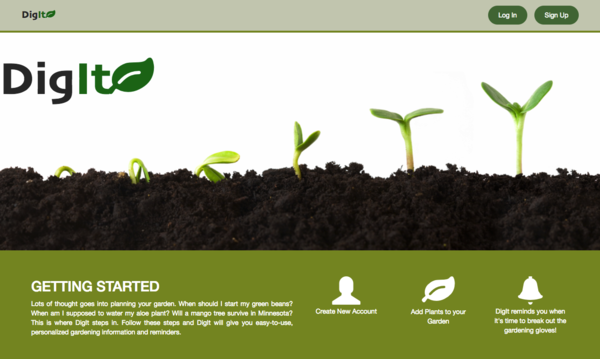 DigIt
Log In
Sign Up
DigIt
GETTING STARTED
Lots of thought goes into planning your garden. When should I start my green beans?
When am I supposed to water my aloe plant? Will a mango tree survive in Minnesota?
This is where DigIt steps in. Follow these steps and DigIt will give you easy-to-use,
personalized gardening information and reminders.
Create New Account
Add Plants to your
Garden
DigIt reminds you when
it's time to break out the
gardening gloves!